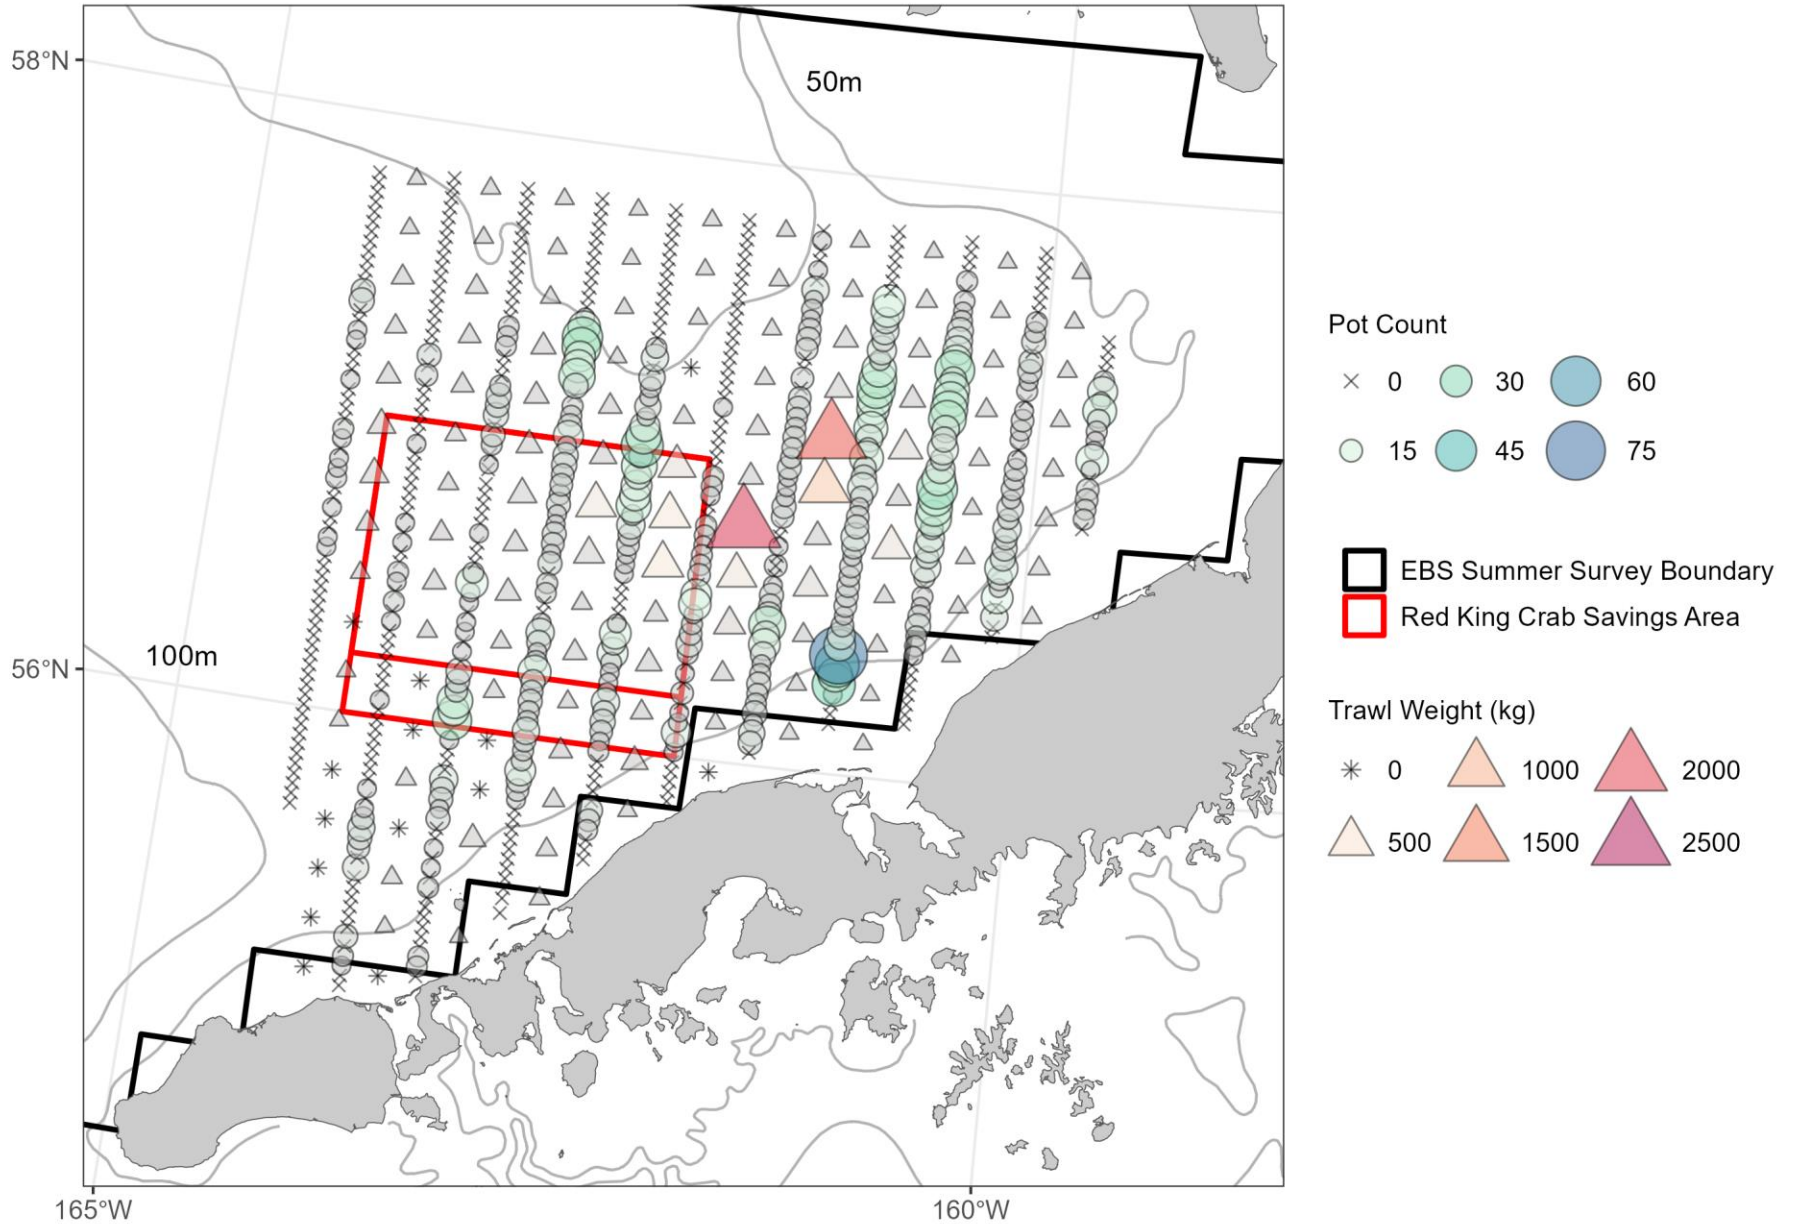 58°N
50m
56°N
100m
165°W
160°W
Pot Count
0 30 60
15 45 75
EBS Summer Survey Boundary
Red King Crab Savings Area
Trawl Weight (kg)
0 1000 2000
500 1500 2500